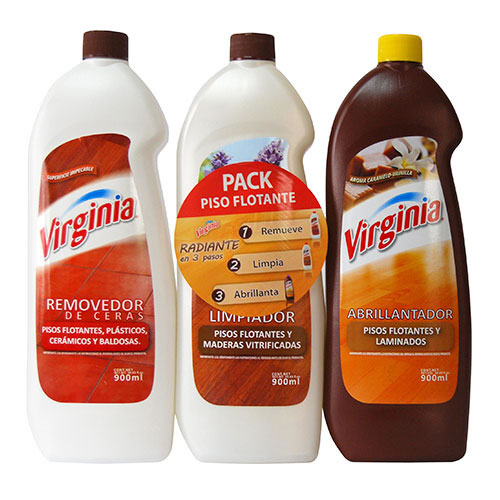 SUPERFICIE IMPECABLE
Virginia
REMOVEDOR
DE CERAS
PISOS FLOTANTES, PLÁSTICOS,
CERÁMICOS Y BALDOSAS.
900ml
PACK
PISO FLOTANTE
Virginia
RADIANTE
en 3 pasos
1 Remueve
2 Limpia
3 Abrillanta
LIMPIADOR
PISOS FLOTANTES Y
MADERAS VITRIFICADAS
900ml
AROMA CARAMELO-VAINILLA
Virginia
ABRILLANTADOR
PISOS FLOTANTES Y
LAMINADOS
900ml